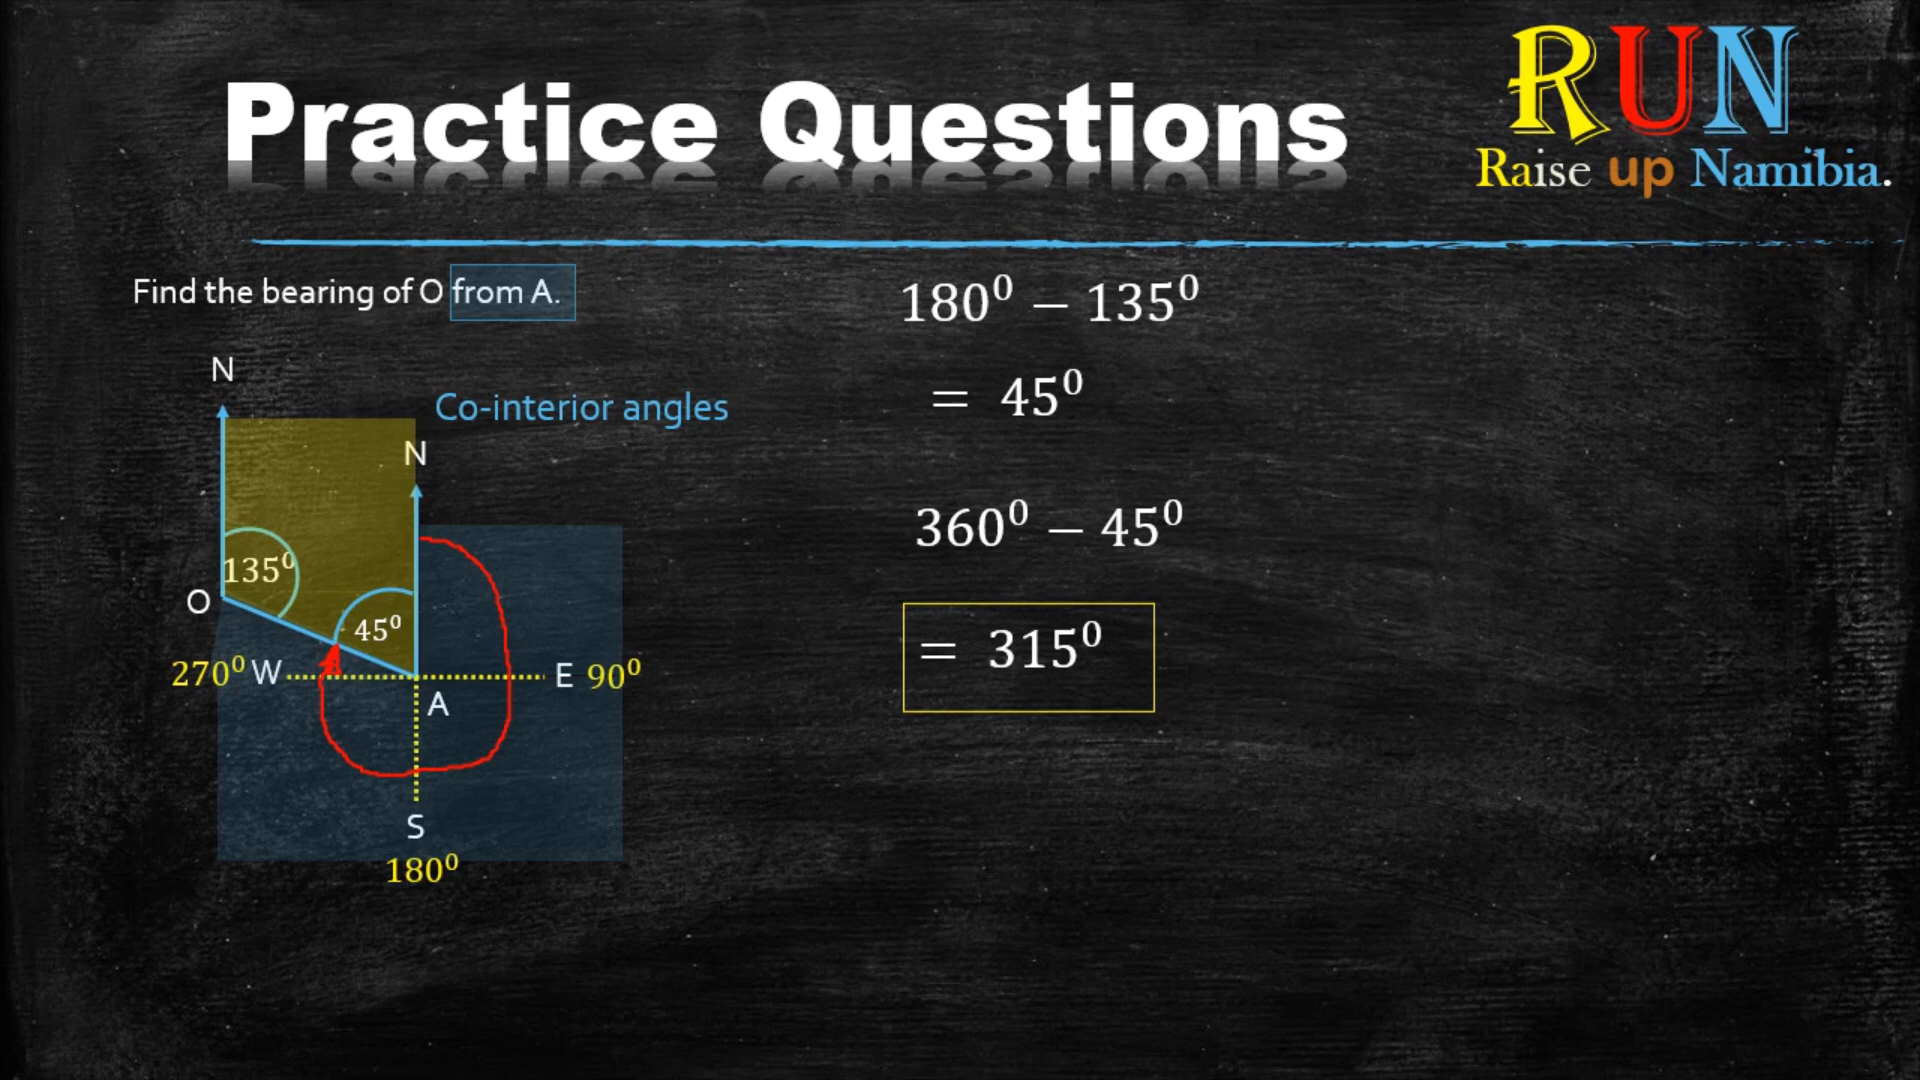 Practice Questions
RUN
Raise up Namibia.
Find the bearing of O from A.
N
Co-interior angles
N
135⁰
O
45⁰
270⁰ W
E 90⁰
A
S
180⁰
180⁰ − 135⁰
= 45⁰
360⁰ − 45⁰
= 315⁰